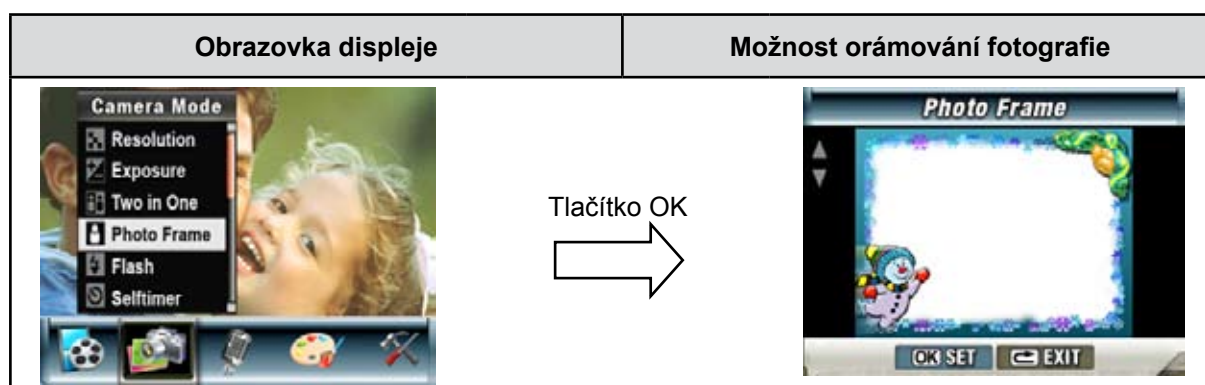 Obrazovka displeje
Možnost orámování fotografie
Camera Mode
Resolution
Exposure
Two in One
Photo Frame
Flash
Selftimer
Tlačítko OK
Photo Frame
OK SET EXIT